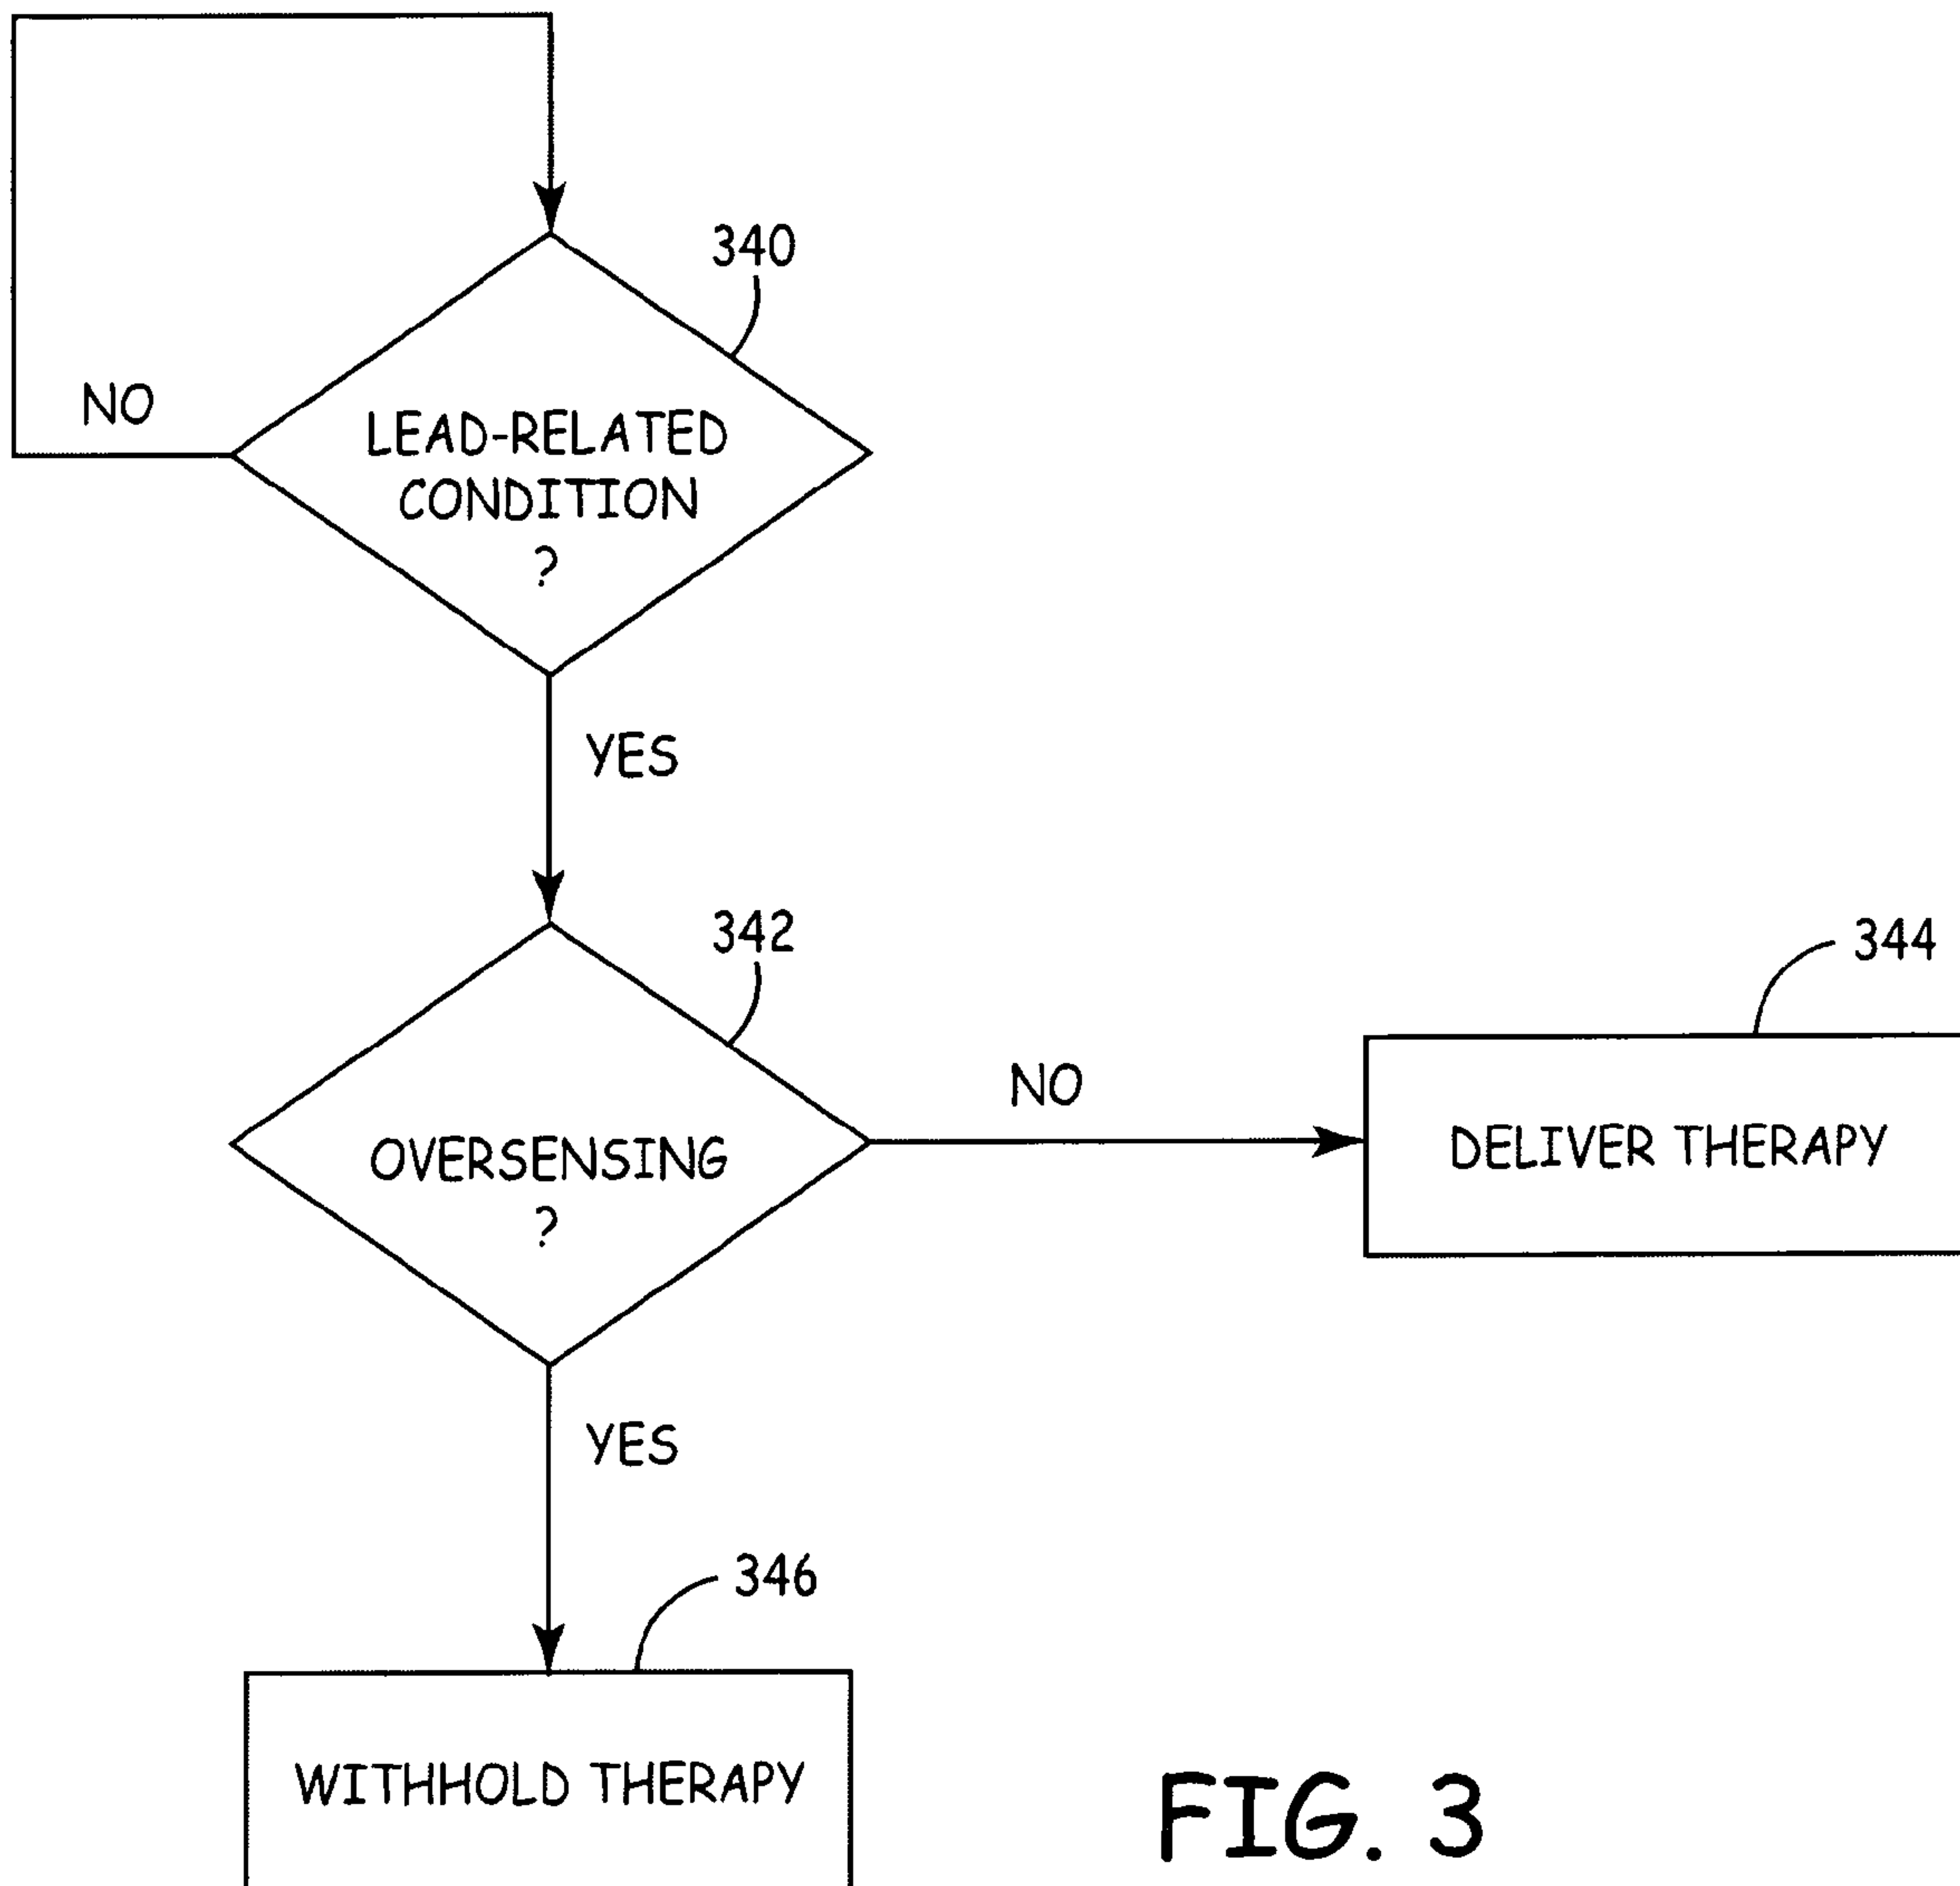 340
NO
LEAD-RELATED
CONDITION
?
YES
342
344
NO
OVERSENSING
?
DELIVER THERAPY
YES
346
WITHHOLD THERAPY
FIG. 3